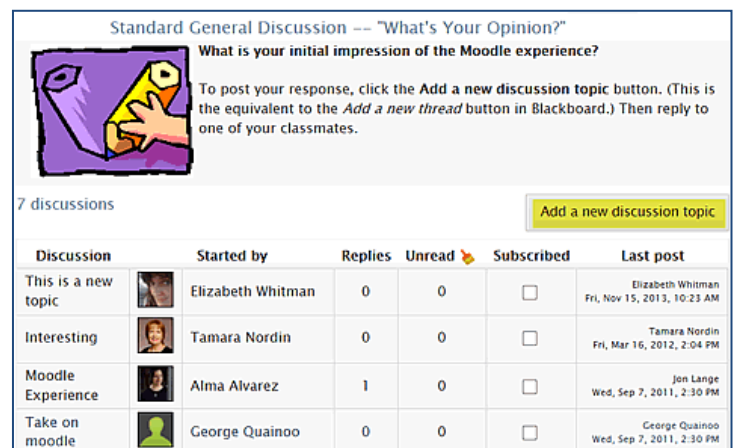 Standard General Discussion -- "What's Your Opinion?"
What is your initial impression of the Moodle experience?
To post your response, click the Add a new discussion topic button. (This is
the equivalent to the Add a new thread button in Blackboard.) Then reply to
one of your classmates.
7 discussions
Add a new discussion topic
Discussion Started by Replies Unread Subscribed Last post
This is a new
topic
Elizabeth Whitman 0 0
Elizabeth Whitman
Fri, Nov 15, 2013, 10:23 AM
Interesting Tamara Nordin 0 0
Tamara Nordin
Fri, Mar 16, 2012, 2:04 PM
Moodle
Experience
Alma Alvarez 1 0
Jon Lange
Wed, Sep 7, 2011, 2:30 PM
Take on
moodle
George Quainoo 0 0
George Quainoo
Wed, Sep 7, 2011, 2:30 PM